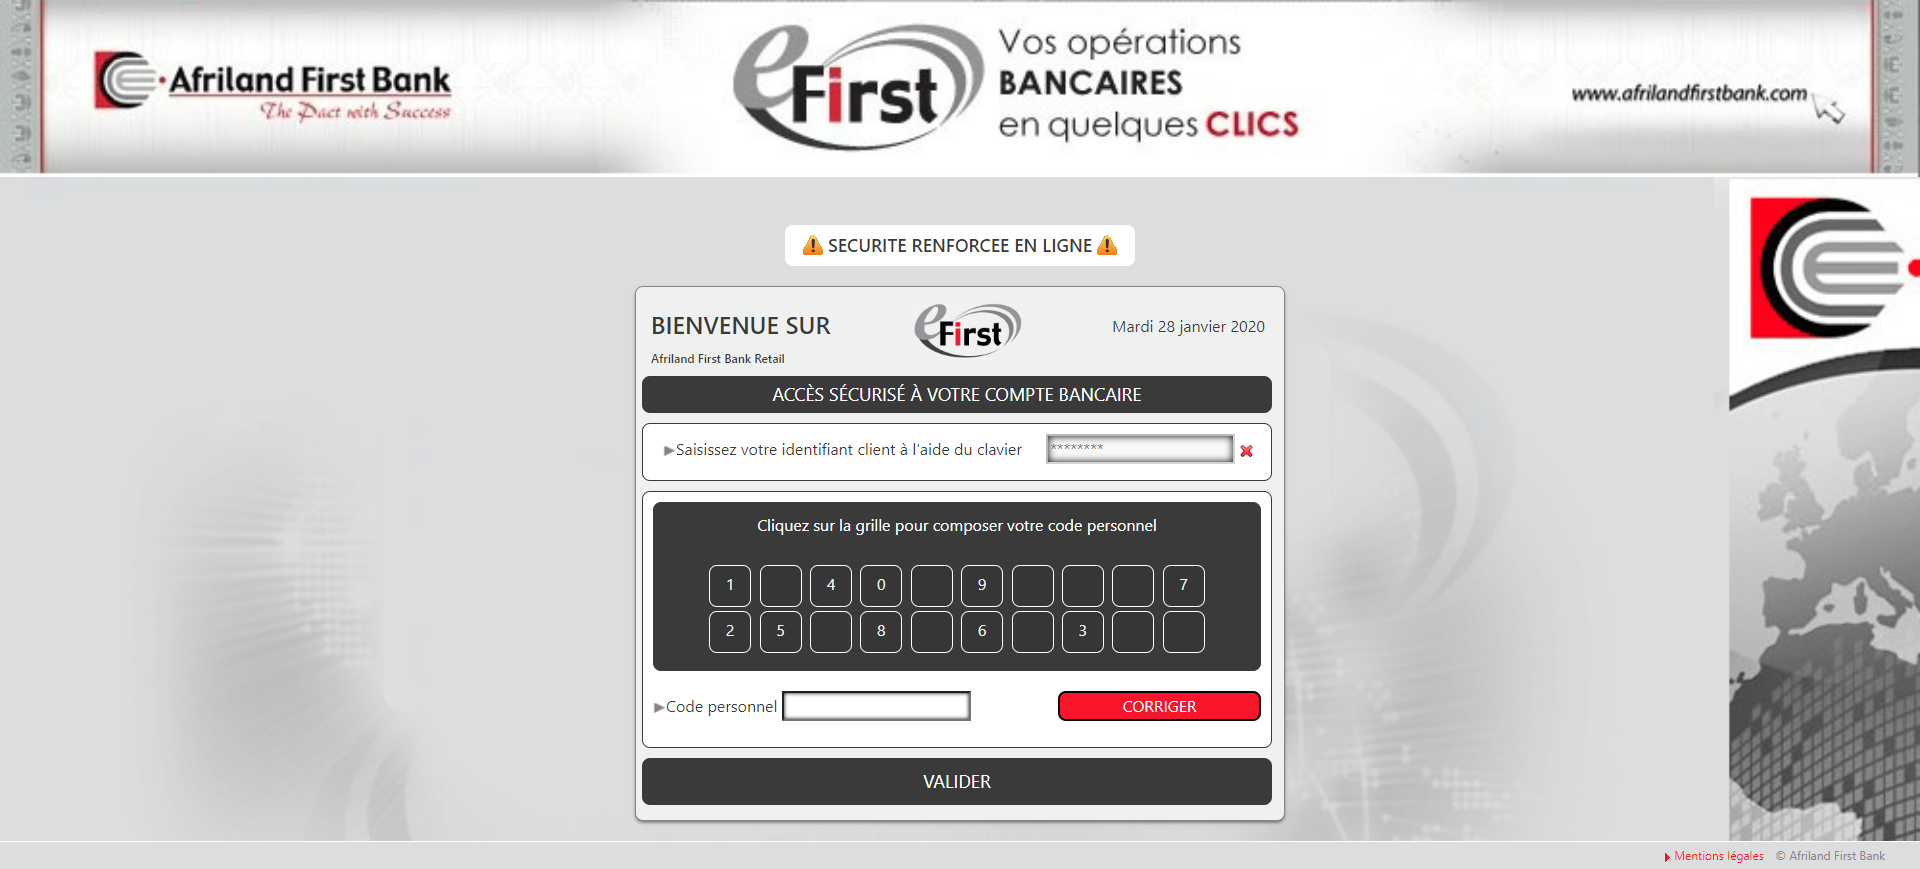 Afriland First Bank
The Pact with Success
eFirst
Vos opérations
BANCAIRES
en quelques CLICS
www.afrilandfirstbank.com
SECURITE RENFORCEE EN LIGNE
BIENVENUE SUR
eFirst
Mardi 28 janvier 2020
Afriland First Bank Retail
ACCÈS SÉCURISÉ À VOTRE COMPTE BANCAIRE
Saisissez votre identifiant client à l'aide du clavier ********
Cliquez sur la grille pour composer votre code personnel
1 4 0 9 7
2 5 8 6 3
Code personnel
CORRIGER
VALIDER
Mentions légales © Afriland First Bank